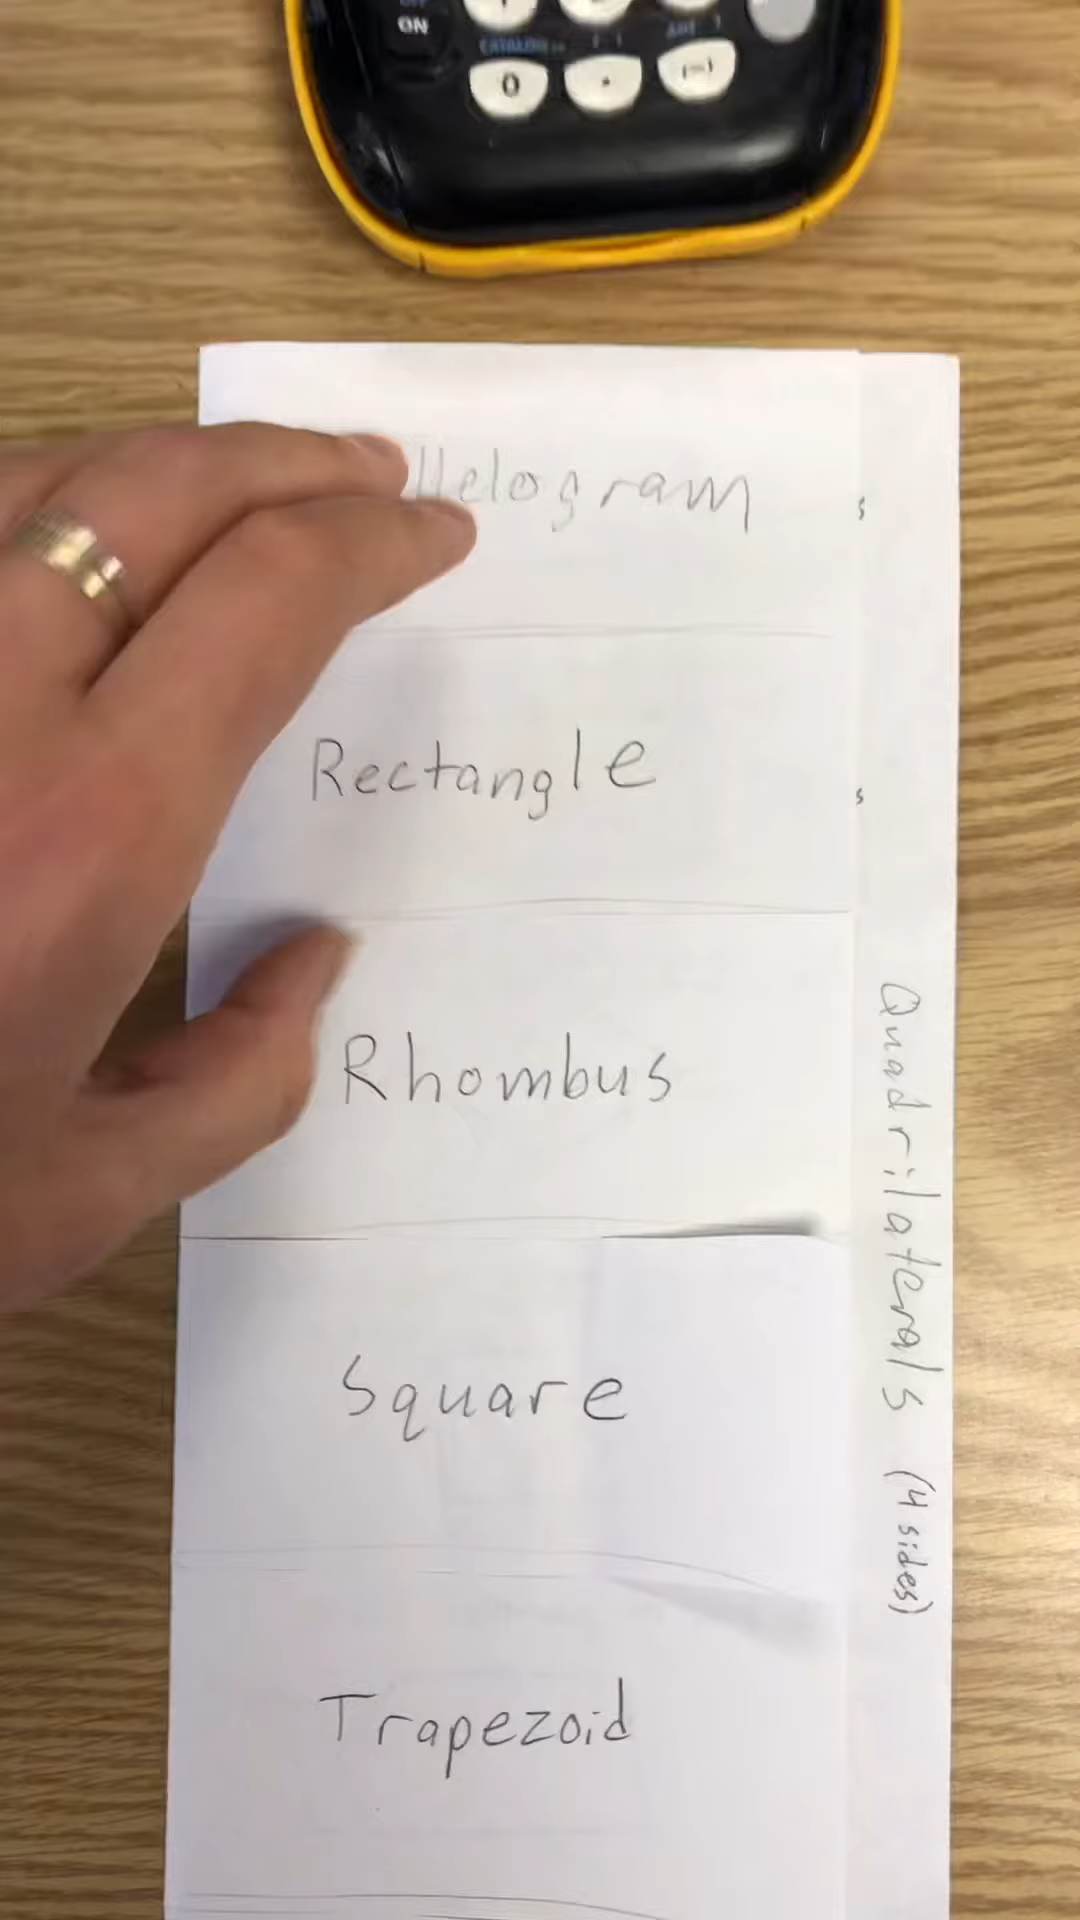 ON
0
.
(-)
llelogram
Rectangle
Rhombus
Square
Trapezoid
Quadrilaterals (4 sides)
s
s